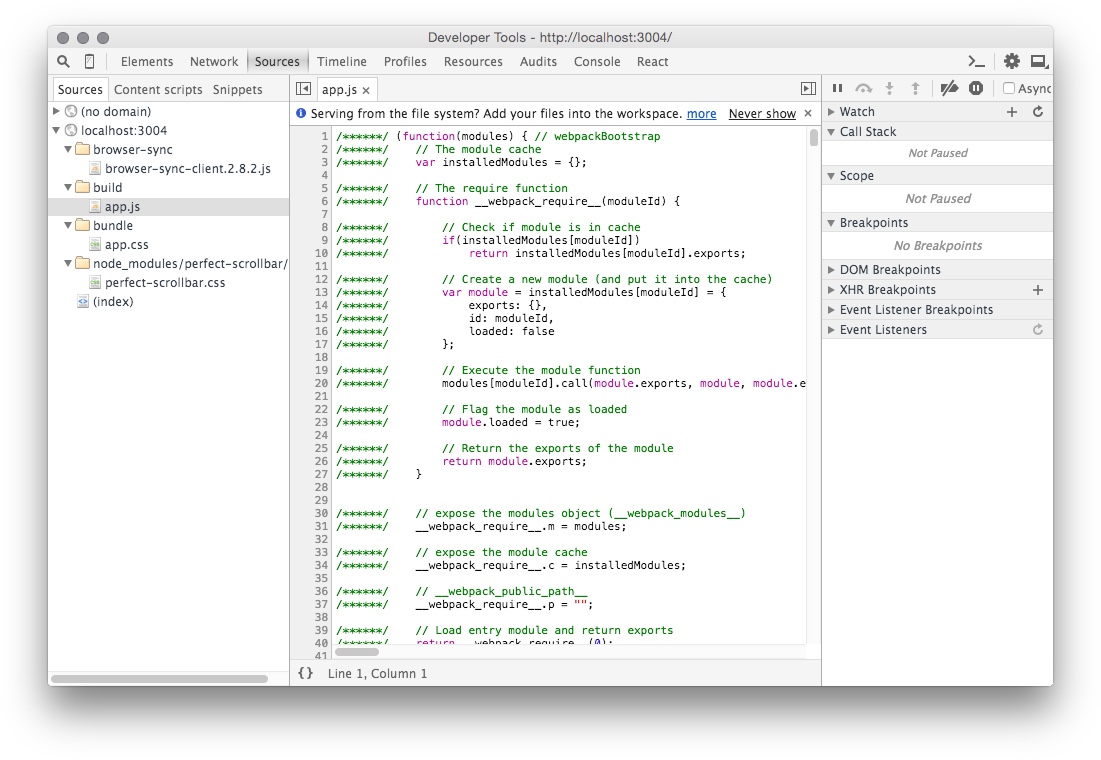 Developer Tools - http://localhost:3004/
Elements Network Sources Timeline Profiles Resources Audits Console React
Sources Content scripts Snippets
(no domain)
localhost:3004
browser-sync
browser-sync-client.2.8.2.js
build
app.js
bundle
app.css
node_modules/perfect-scrollbar/
perfect-scrollbar.css
(index)
app.js ×
Serving from the file system? Add your files into the workspace. more Never show ×
1 /******/ (function(modules) { // webpackBootstrap
2 /******/ // The module cache
3 /******/ var installedModules = {};
4
5 /******/ // The require function
6 /******/ function __webpack_require__(moduleId) {
7
8 /******/ // Check if module is in cache
9 /******/ if(installedModules[moduleId])
10 /******/ return installedModules[moduleId].exports;
11
12 /******/ // Create a new module (and put it into the cache)
13 /******/ var module = installedModules[moduleId] = {
14 /******/ exports: {},
15 /******/ id: moduleId,
16 /******/ loaded: false
17 /******/ };
18
19 /******/ // Execute the module function
20 /******/ modules[moduleId].call(module.exports, module, module.e
21
22 /******/ // Flag the module as loaded
23 /******/ module.loaded = true;
24
25 /******/ // Return the exports of the module
26 /******/ return module.exports;
27 /******/ }
28
29
30 /******/ // expose the modules object (__webpack_modules__)
31 /******/ __webpack_require__.m = modules;
32
33 /******/ // expose the module cache
34 /******/ __webpack_require__.c = installedModules;
35
36 /******/ // __webpack_public_path__
37 /******/ __webpack_require__.p = "";
38
39 /******/ // Load entry module and return exports
40 /******/ return __webpack_require__(0);
41
{} Line 1, Column 1
Async
Watch
Call Stack
Not Paused
Scope
Not Paused
Breakpoints
No Breakpoints
DOM Breakpoints
XHR Breakpoints
Event Listener Breakpoints
Event Listeners